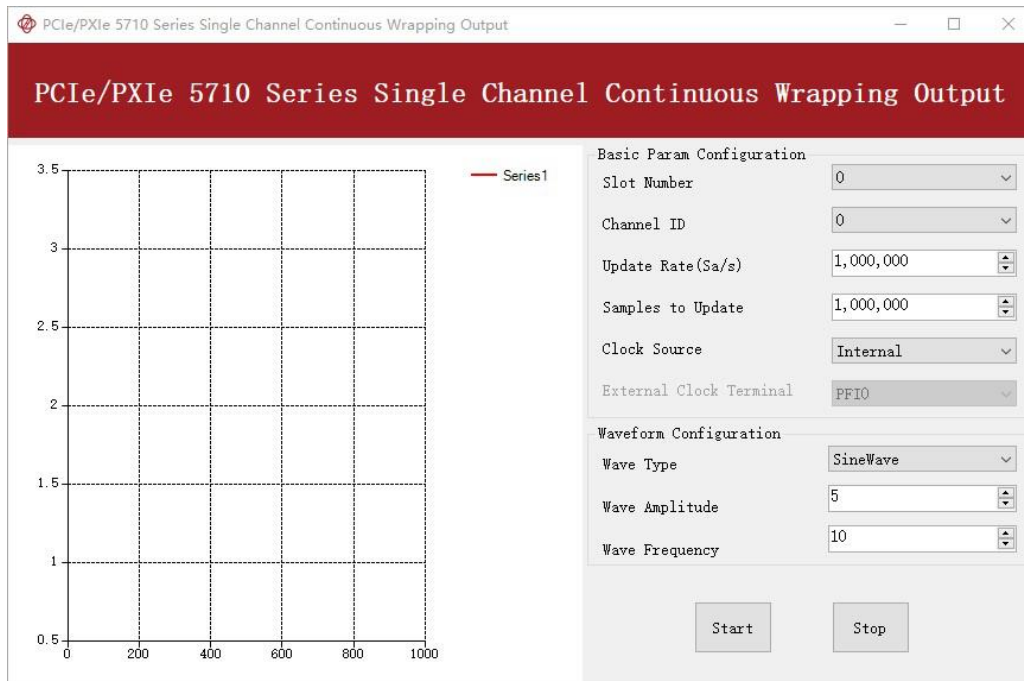 PCIe/PXIe 5710 Series Single Channel Continuous Wrapping Output
PCIe/PXIe 5710 Series Single Channel Continuous Wrapping Output
3.5
3
2.5
2
1.5
1
0.5
0 200 400 600 800 1000
Series1
Basic Param Configuration
Slot Number 0
Channel ID 0
Update Rate(Sa/s) 1,000,000
Samples to Update 1,000,000
Clock Source Internal
External Clock Terminal PFI0
Waveform Configuration
Wave Type SineWave
Wave Amplitude 5
Wave Frequency 10
Start Stop